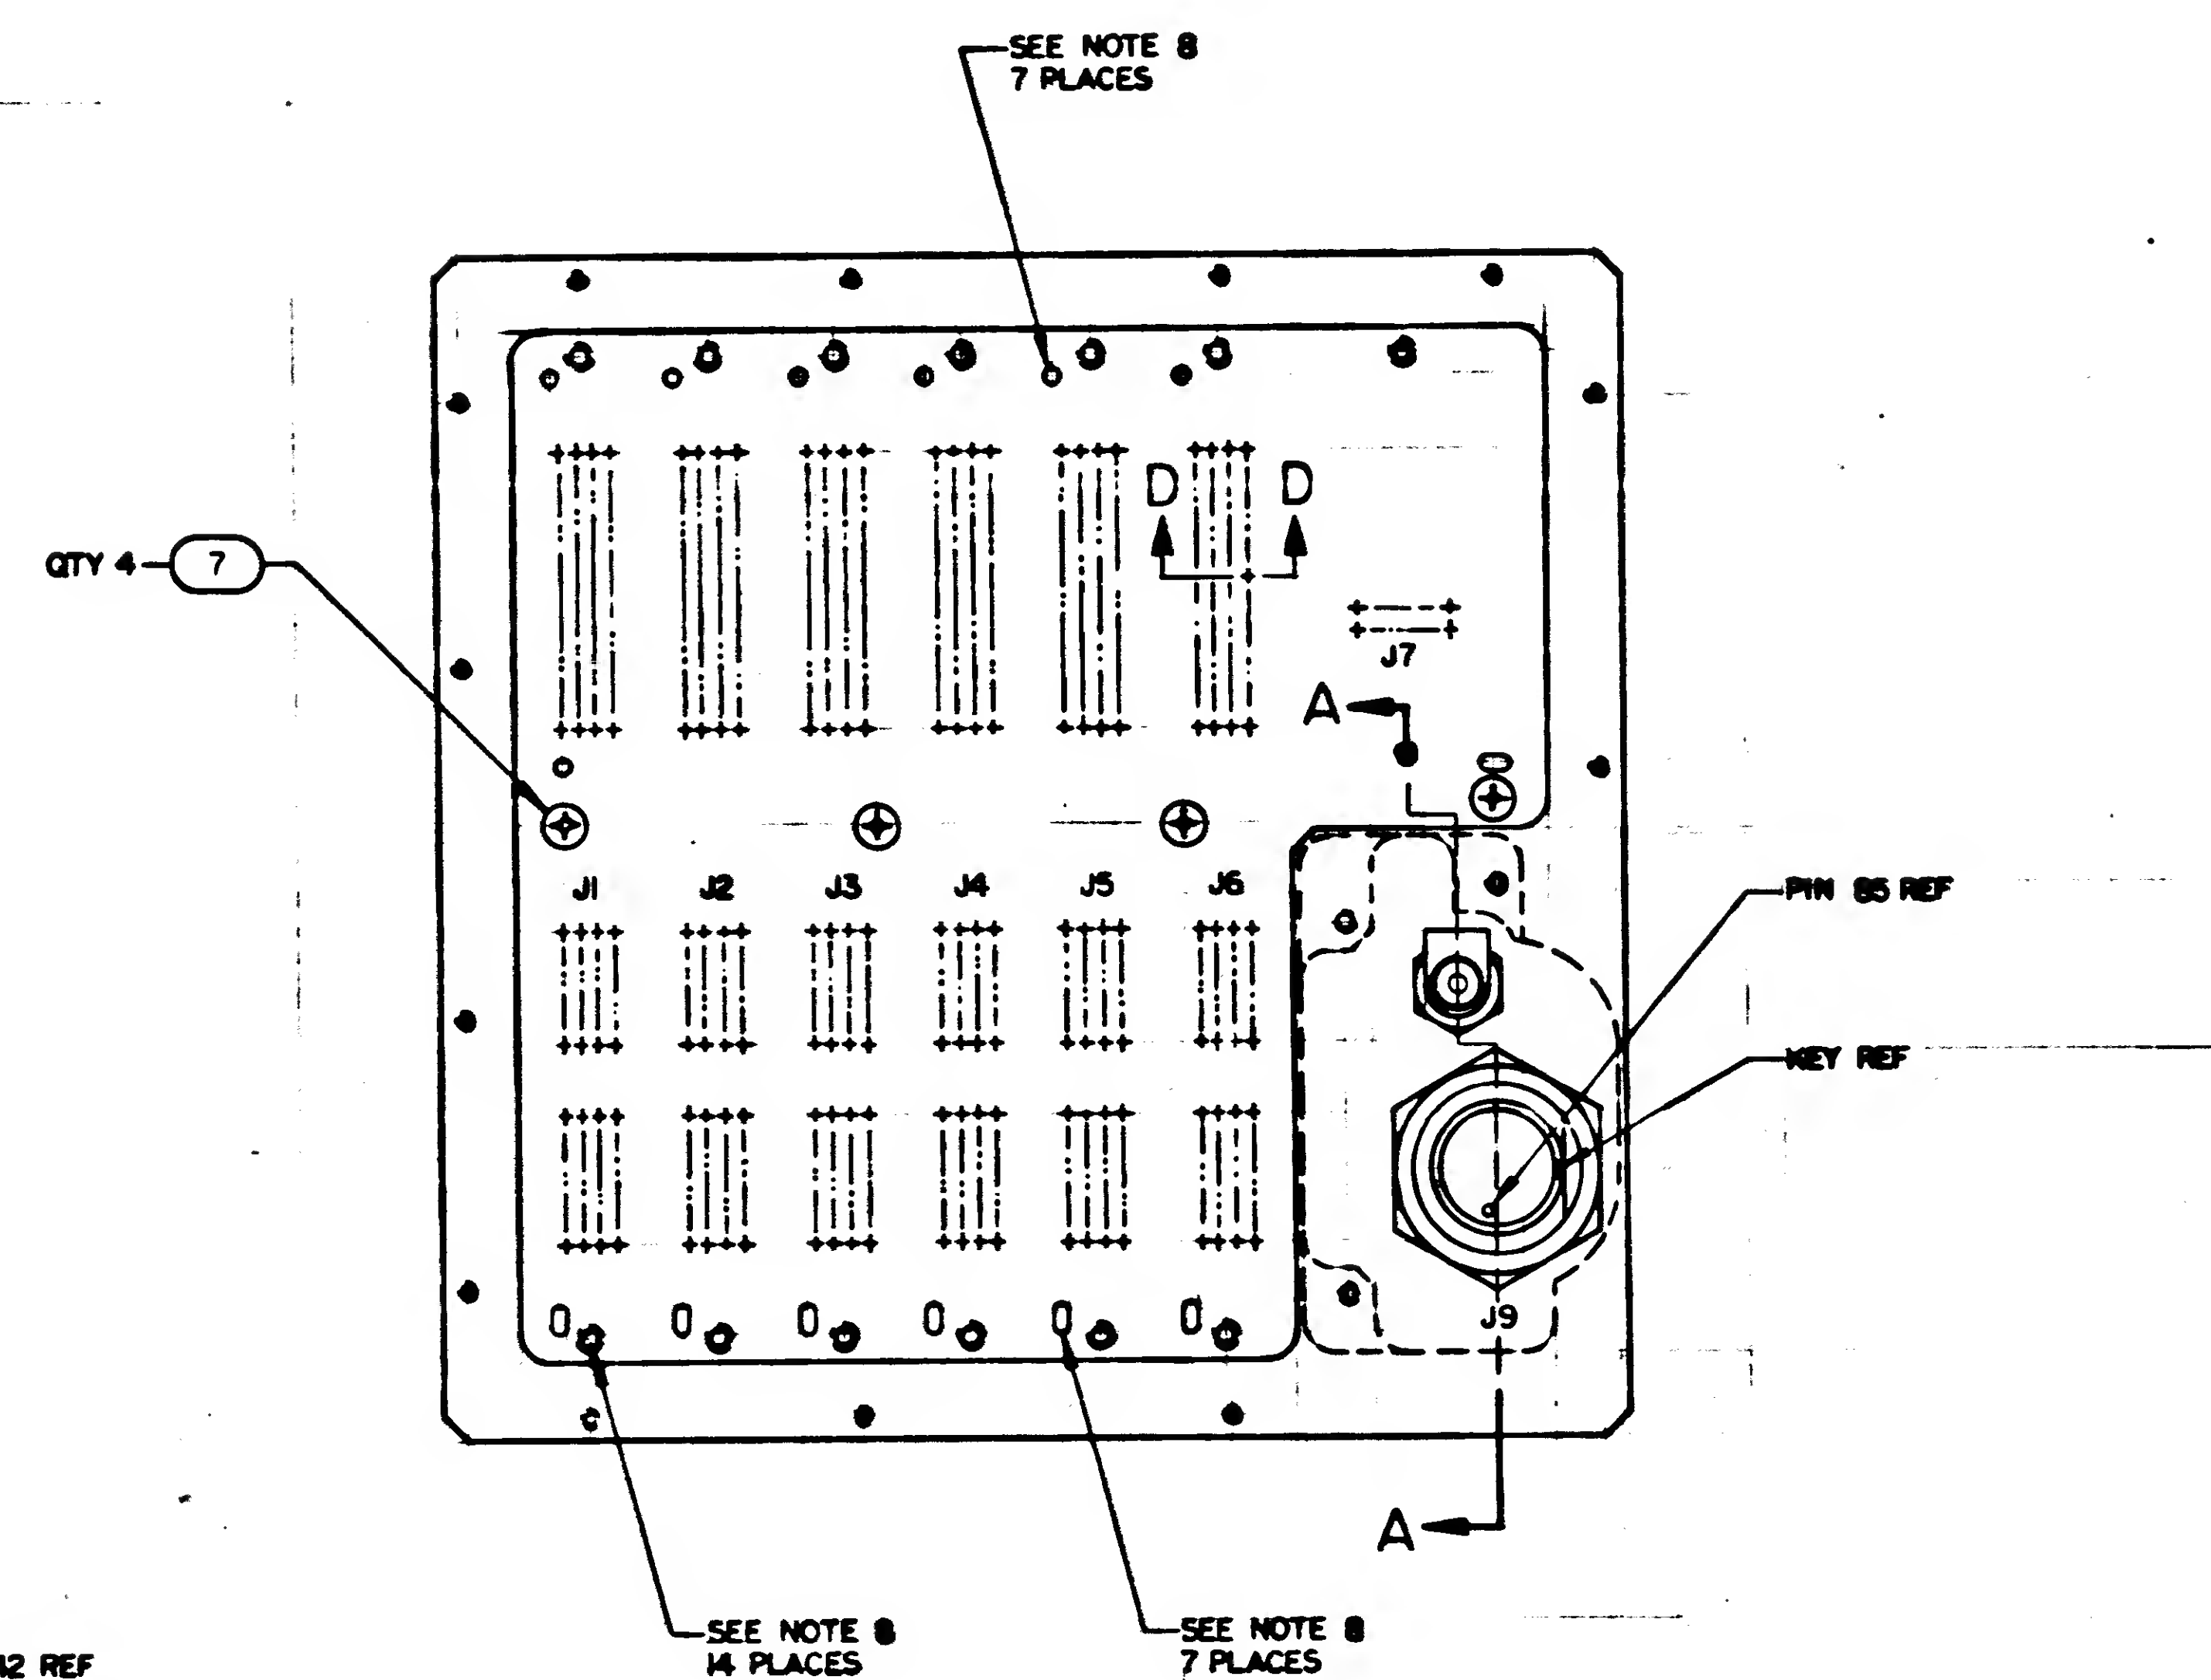 SEE NOTE 8
7 PLACES
D D
QTY 4 7
J7
A
J1 J2 J3 J4 J5 J6
PIN 85 REF
KEY REF
J9
A
SEE NOTE 8
14 PLACES
SEE NOTE 8
7 PLACES
12 REF